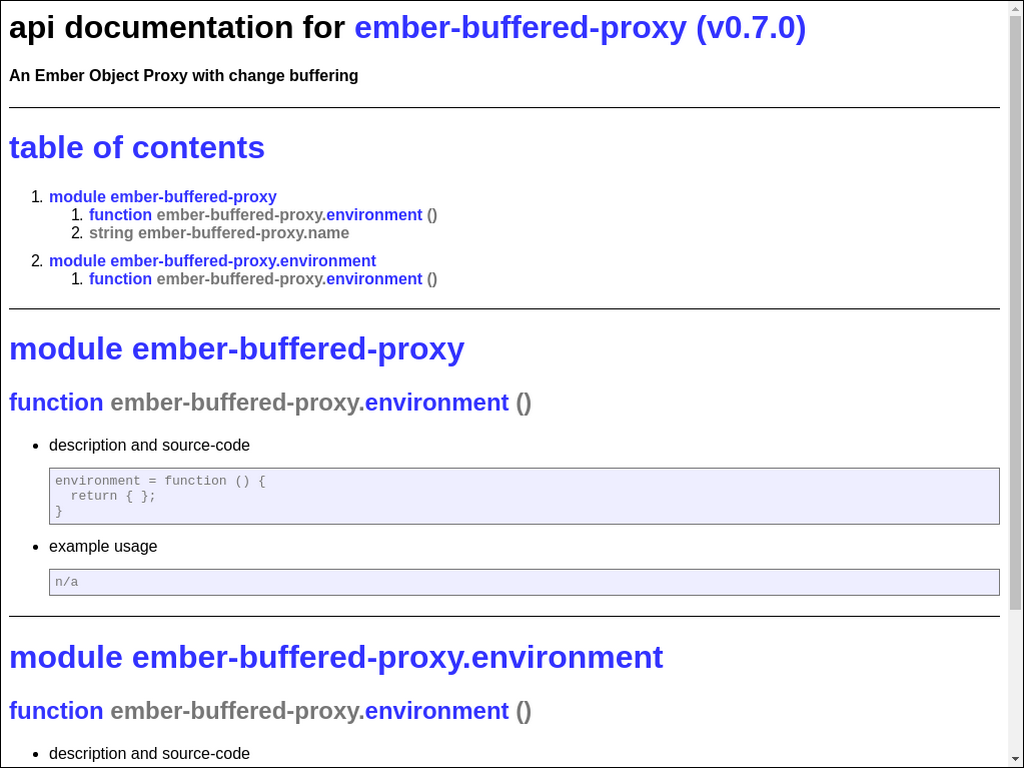 api documentation for ember-buffered-proxy (v0.7.0)
An Ember Object Proxy with change buffering
table of contents
1. module ember-buffered-proxy
1. function ember-buffered-proxy.environment ()
2. string ember-buffered-proxy.name
2. module ember-buffered-proxy.environment
1. function ember-buffered-proxy.environment ()
module ember-buffered-proxy
function ember-buffered-proxy.environment ()
• description and source-code
environment = function () {
  return { };
}
• example usage
n/a
module ember-buffered-proxy.environment
function ember-buffered-proxy.environment ()
• description and source-code